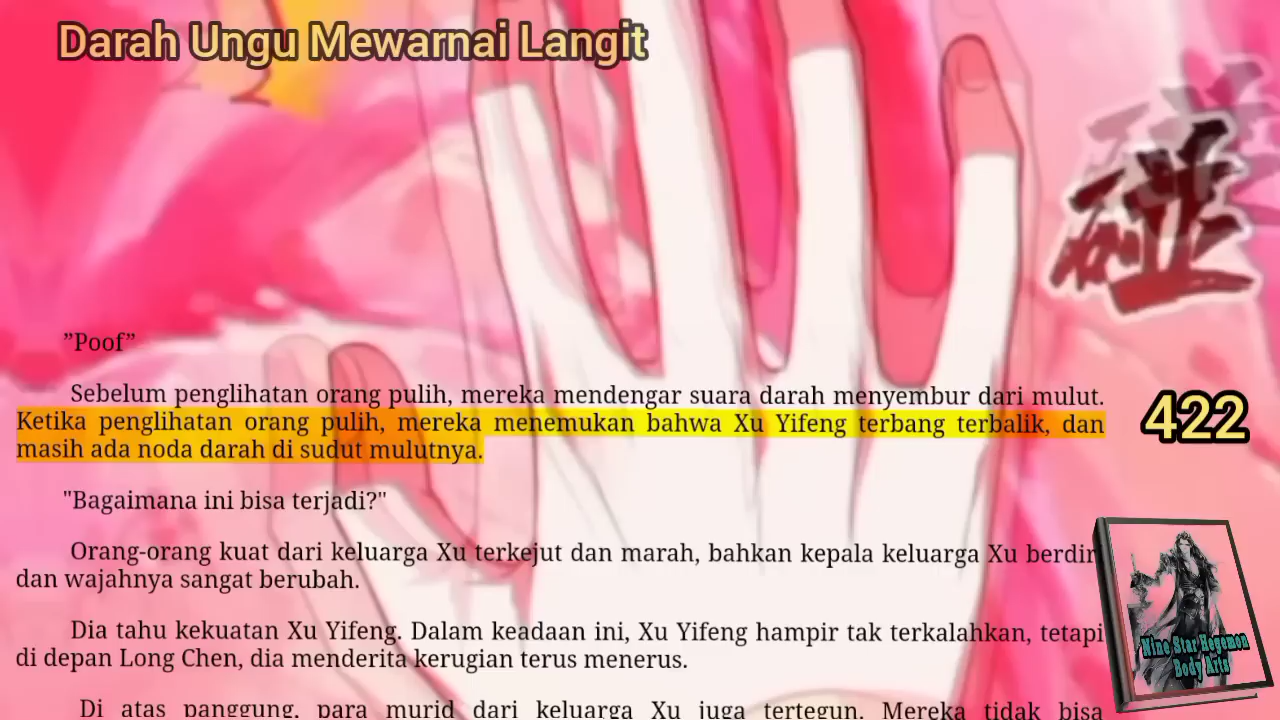 Darah Ungu Mewarnai Langit
碰
”Poof”
Sebelum penglihatan orang pulih, mereka mendengar suara darah menyembur dari mulut.
Ketika penglihatan orang pulih, mereka menemukan bahwa Xu Yifeng terbang terbalik, dan
masih ada noda darah di sudut mulutnya.
422
"Bagaimana ini bisa terjadi?"
Orang-orang kuat dari keluarga Xu terkejut dan marah, bahkan kepala keluarga Xu berdir
dan wajahnya sangat berubah.
Dia tahu kekuatan Xu Yifeng. Dalam keadaan ini, Xu Yifeng hampir tak terkalahkan, tetapi
di depan Long Chen, dia menderita kerugian terus menerus.
Nine Star Hegemon
Body Arts
Di atas panggung, para murid dari keluarga Xu juga tertegun. Mereka tidak bisa